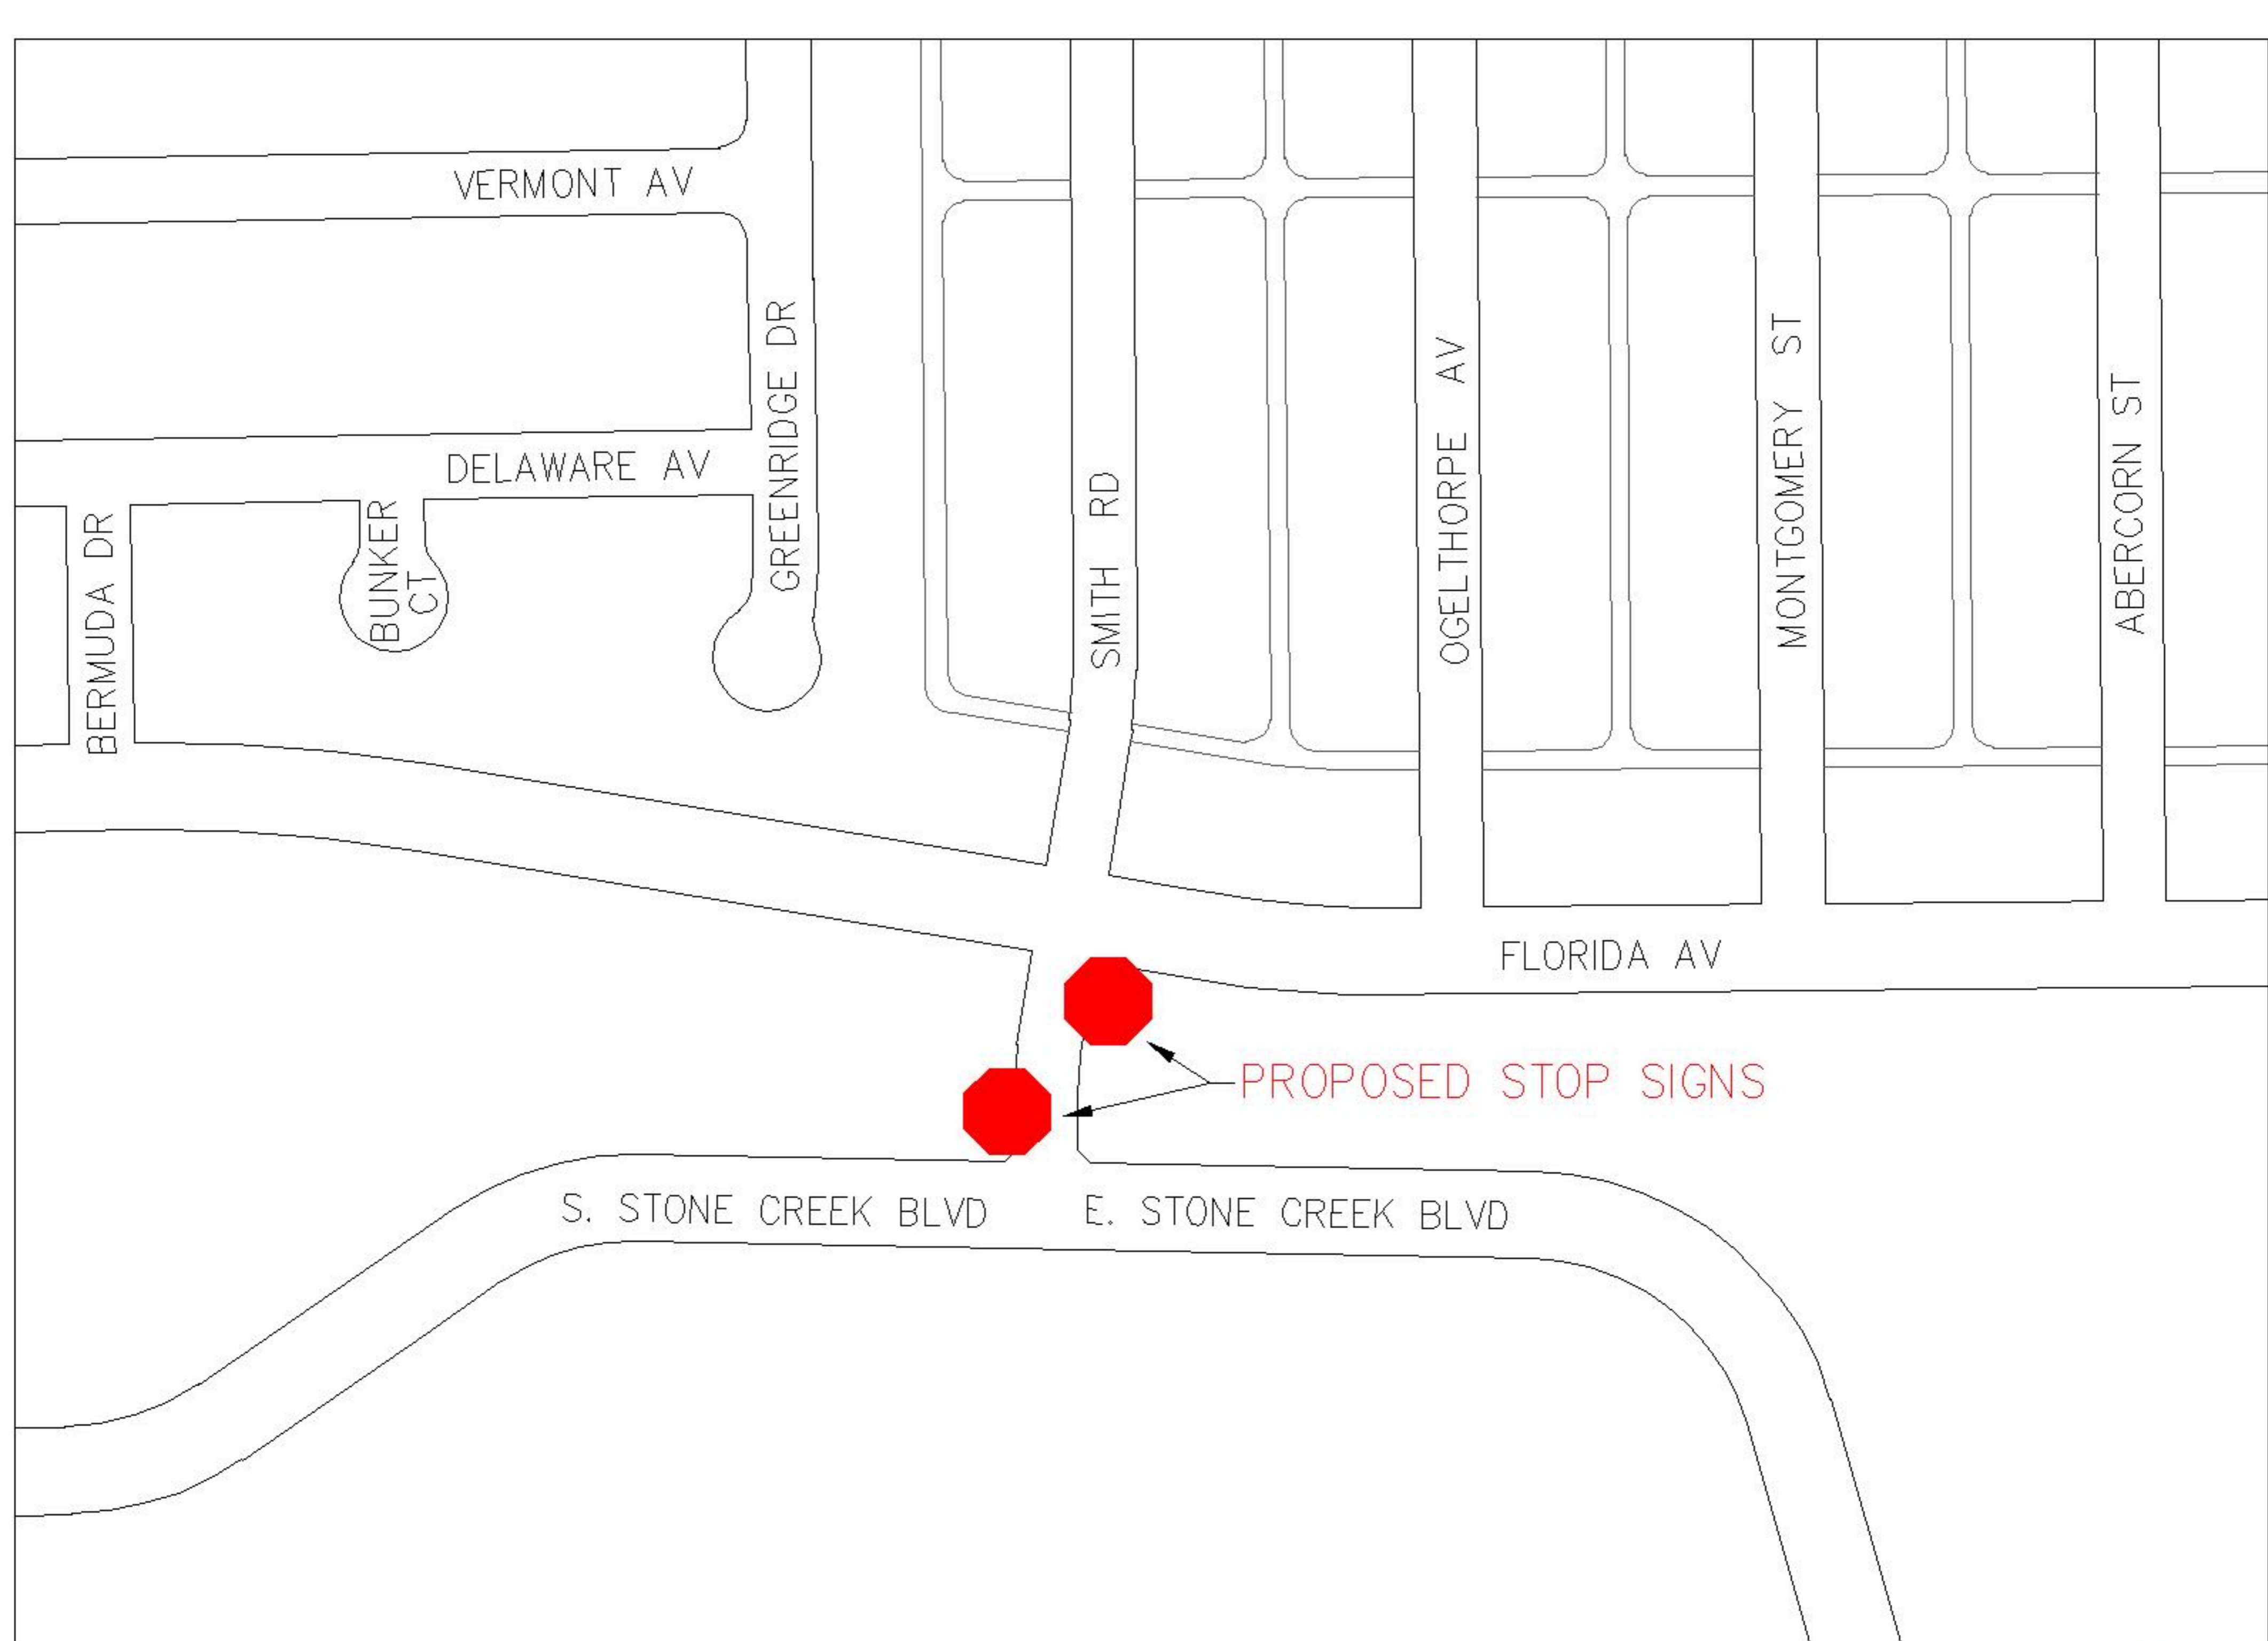 VERMONT AV
GREENRIDGE DR
DELAWARE AV
BUNKER
CT
BERMUDA DR
SMITH RD
OGELTHORPE AV
MONTGOMERY ST
ABERCORN ST
FLORIDA AV
PROPOSED STOP SIGNS
S. STONE CREEK BLVD
E. STONE CREEK BLVD